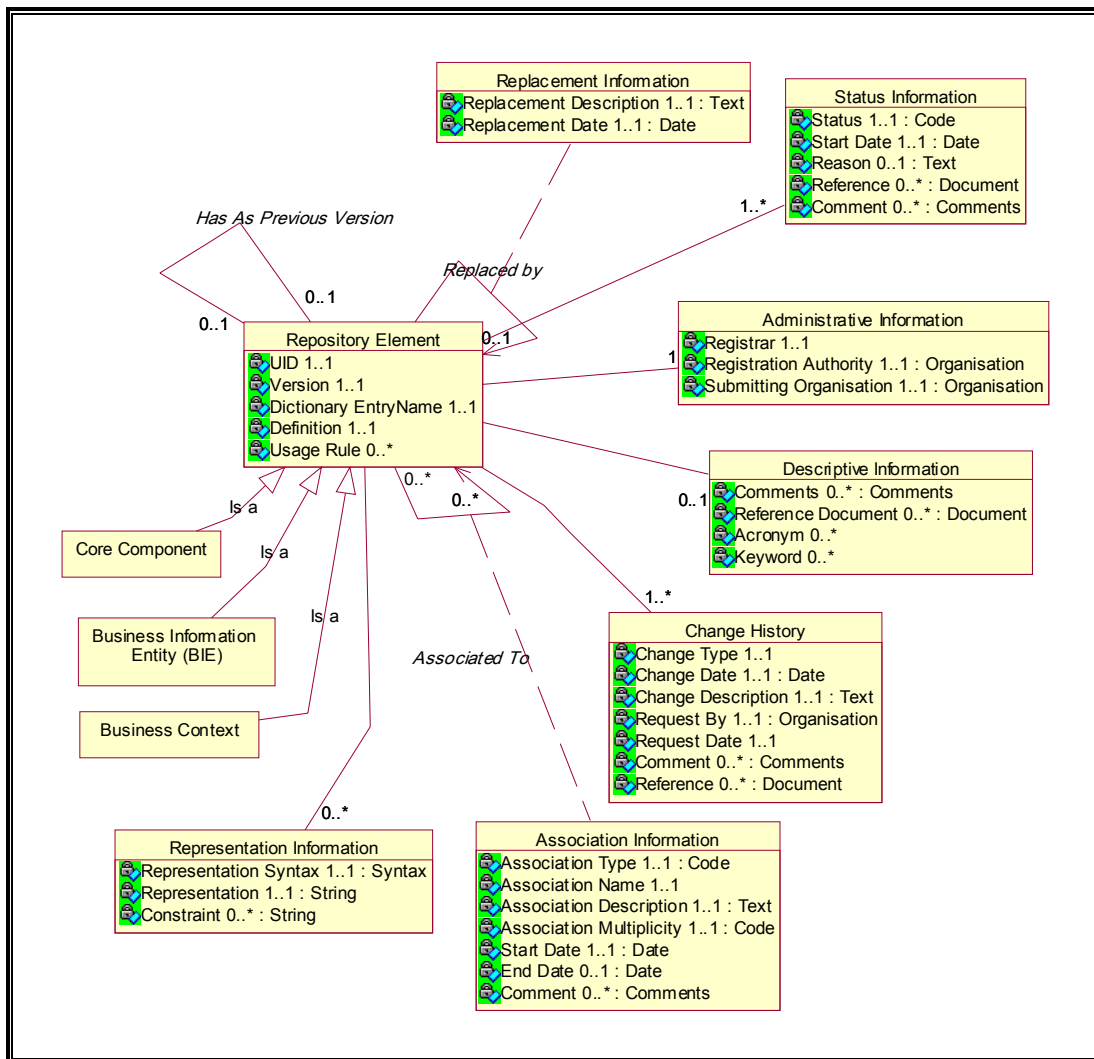 Replacement Information
Replacement Description 1..1 : Text
Replacement Date 1..1 : Date
Status Information
Status 1..1 : Code
Start Date 1..1 : Date
Reason 0..1 : Text
Reference 0..* : Document
Comment 0..* : Comments
1..*
Has As Previous Version
Replaced by
0..1
0..1
0..1
Repository Element
UID 1..1
Version 1..1
Dictionary EntryName 1..1
Definition 1..1
Usage Rule 0..*
Administrative Information
Registrar 1..1
Registration Authority 1..1 : Organisation
Submitting Organisation 1..1 : Organisation
1
Descriptive Information
Comments 0..* : Comments
Reference Document 0..* : Document
Acronym 0..*
Keyword 0..*
0..1
0..*
0..*
Is a
Core Component
Is a
Business Information
Entity (BIE)
Is a
Business Context
Associated To
1..*
Change History
Change Type 1..1
Change Date 1..1 : Date
Change Description 1..1 : Text
Request By 1..1 : Organisation
Request Date 1..1
Comment 0..* : Comments
Reference 0..* : Document
0..*
Representation Information
Representation Syntax 1..1 : Syntax
Representation 1..1 : String
Constraint 0..* : String
Association Information
Association Type 1..1 : Code
Association Name 1..1
Association Description 1..1 : Text
Association Multiplicity 1..1 : Code
Start Date 1..1 : Date
End Date 0..1 : Date
Comment 0..* : Comments